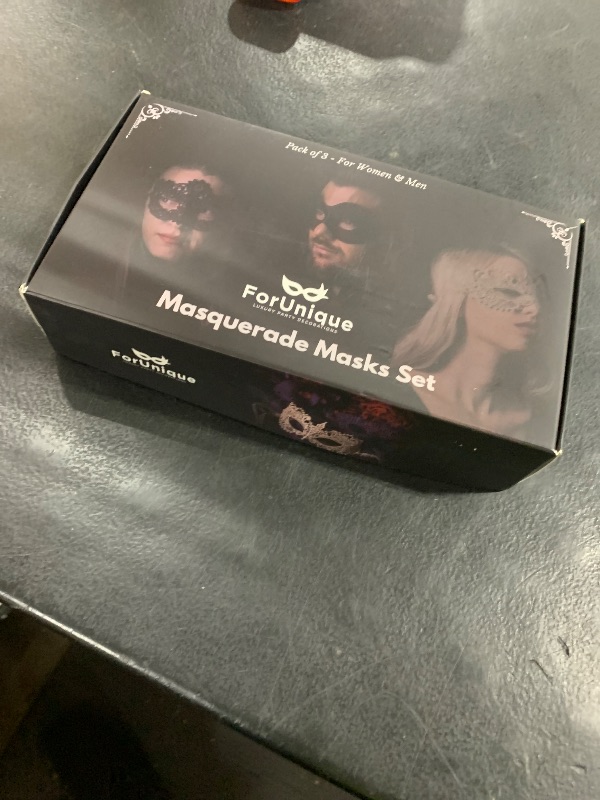 Pack of 3 - For Women & Men
ForUnique
LUXURY PARTY DECORATIONS
Masquerade Masks Set
ForUnique